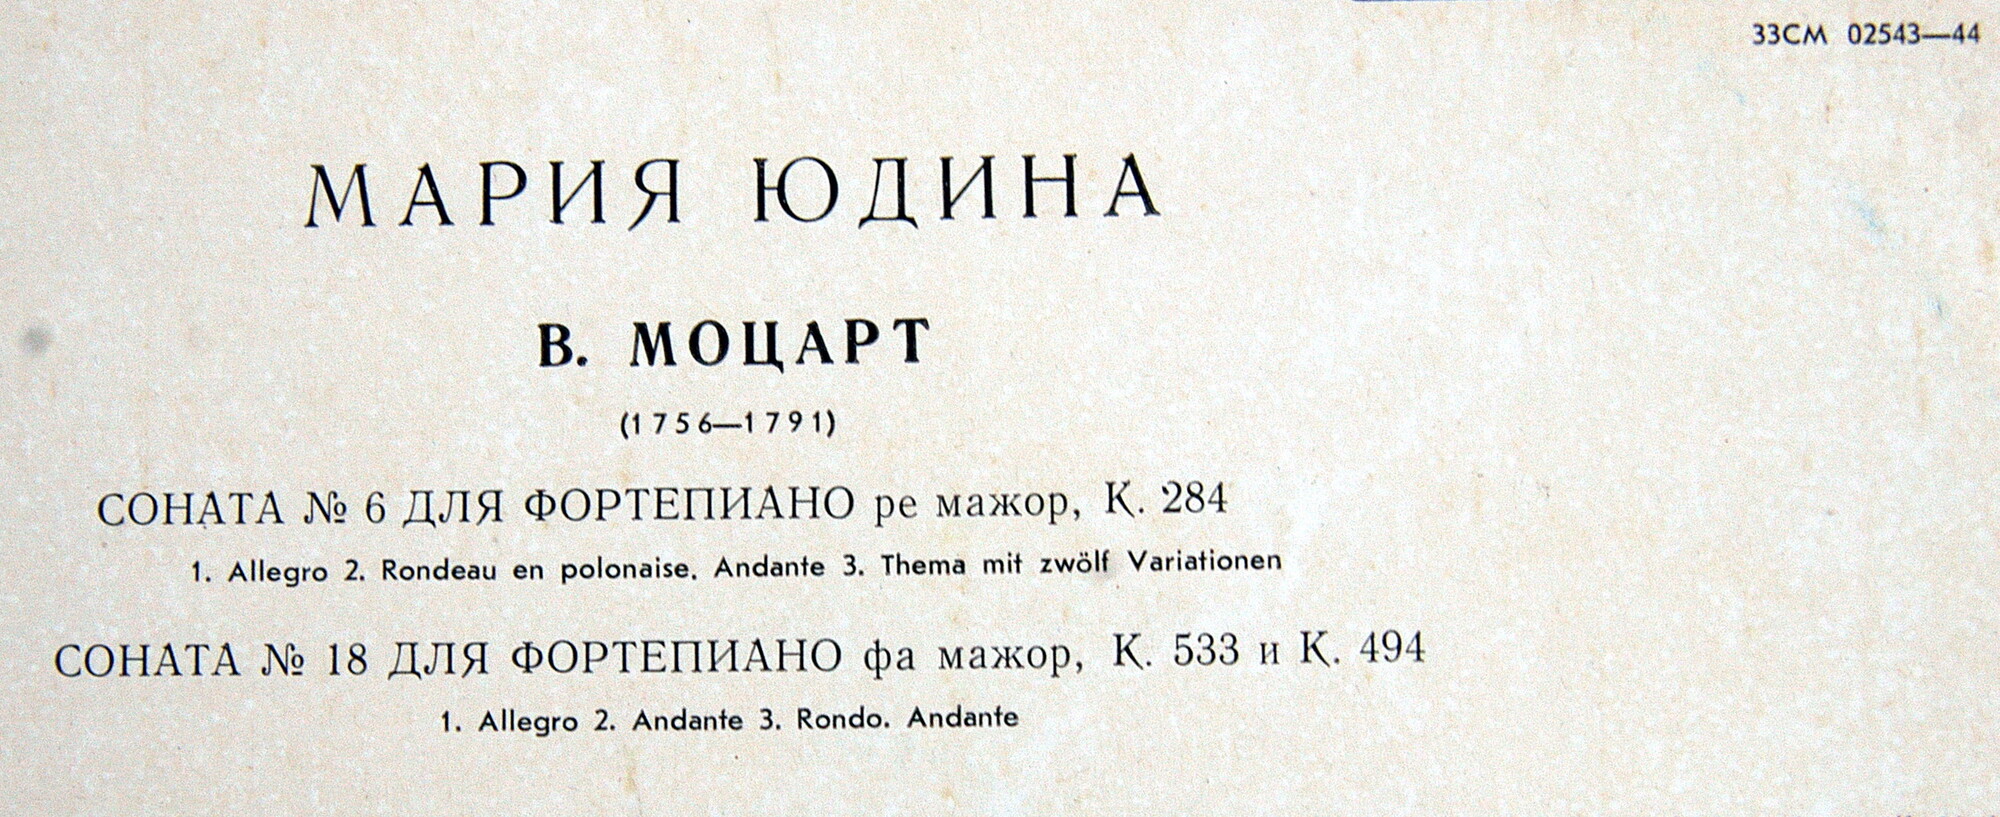 33СМ 02543—44
МАРИЯ ЮДИНА
В. МОЦАРТ
(1756—1791)
СОНАТА № 6 ДЛЯ ФОРТЕПИАНО ре мажор, К. 284
1. Allegro 2. Rondeau en polonaise. Andante 3. Thema mit zwölf Variationen
СОНАТА № 18 ДЛЯ ФОРТЕПИАНО фа мажор, К. 533 и К. 494
1. Allegro 2. Andante 3. Rondo. Andante